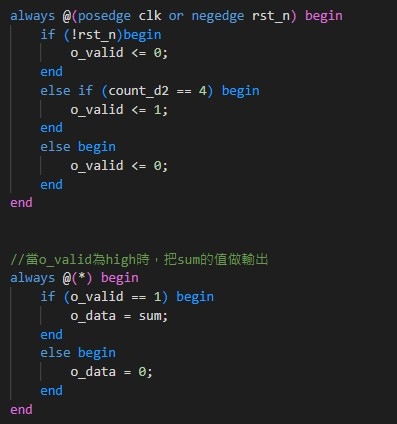 always @(posedge clk or negedge rst_n) begin
    if (!rst_n)begin
        o_valid <= 0;
    end
    else if (count_d2 == 4) begin
        o_valid <= 1;
    end
    else begin
        o_valid <= 0;
    end
end
//當o_valid為high時，把sum的值做輸出
always @(*) begin
    if (o_valid == 1) begin
        o_data = sum;
    end
    else begin
        o_data = 0;
    end
end